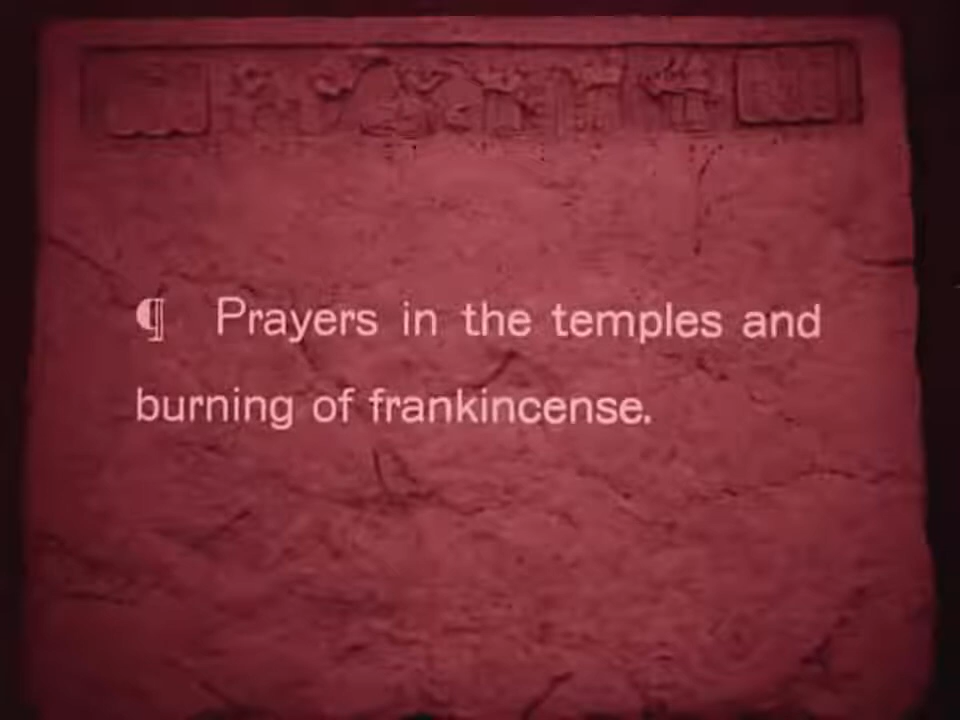 ¶ Prayers in the temples and
burning of frankincense.